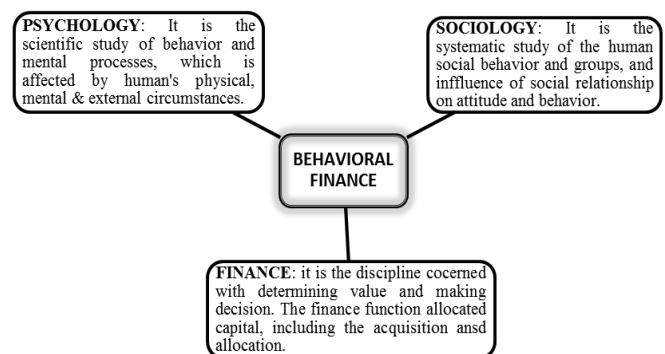 PSYCHOLOGY: It is the
scientific study of behavior and
mental processes, which is
affected by human's physical,
mental & external circumstances.
SOCIOLOGY: It is the
systematic study of the human
social behavior and groups, and
inffluence of social relationship
on attitude and behavior.
BEHAVIORAL
FINANCE
FINANCE: it is the discipline cocerned
with determining value and making
decision. The finance function allocated
capital, including the acquisition ansd
allocation.